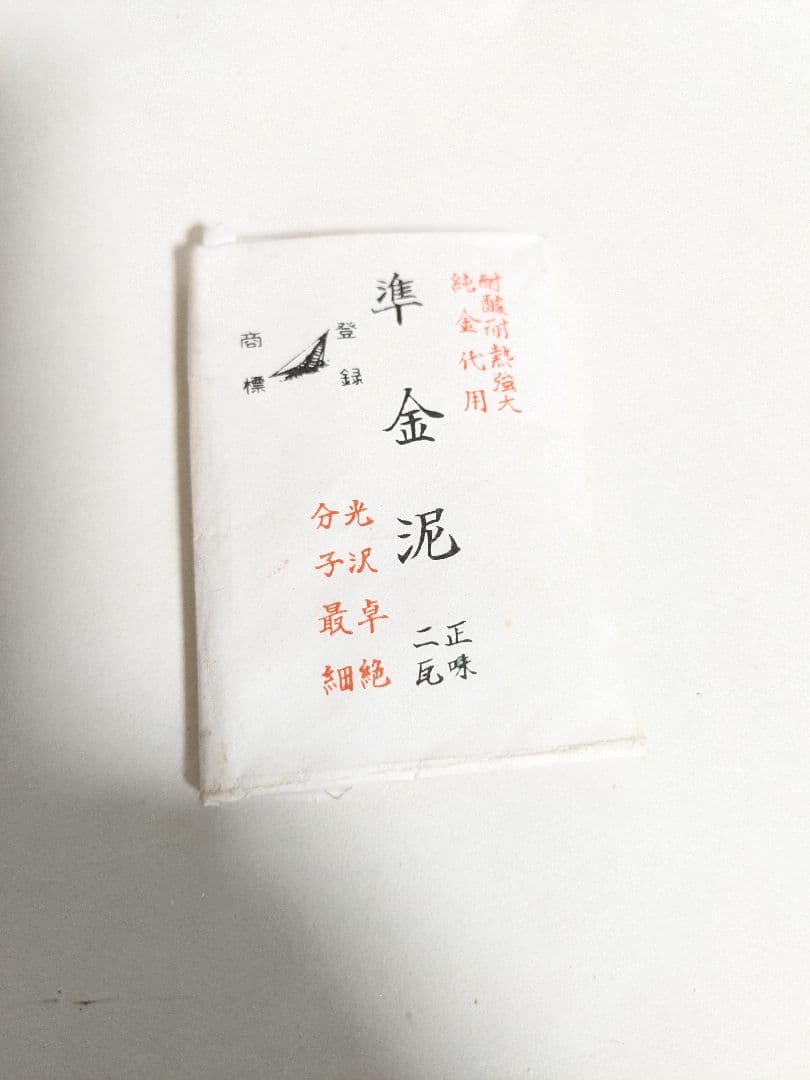 耐酸耐熱強大
純金代用
準金泥
正味
二瓦
登録
商標
光沢卓絶
分子最細